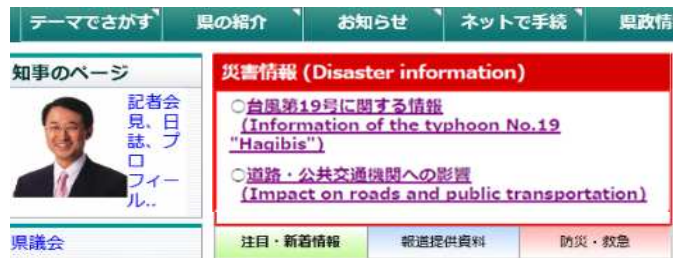 テーマでさがす
県の紹介
お知らせ
ネットで手続
県政情
知事のページ
記者会
見、日
誌、プ
ロ
フィー
ル..
県議会
災害情報 (Disaster information)
○台風第19号に関する情報
(Information of the typhoon No.19
"Hagibis")
○道路・公共交通機関への影響
(Impact on roads and public transportation)
注目・新着情報
報道提供資料
防災・救急